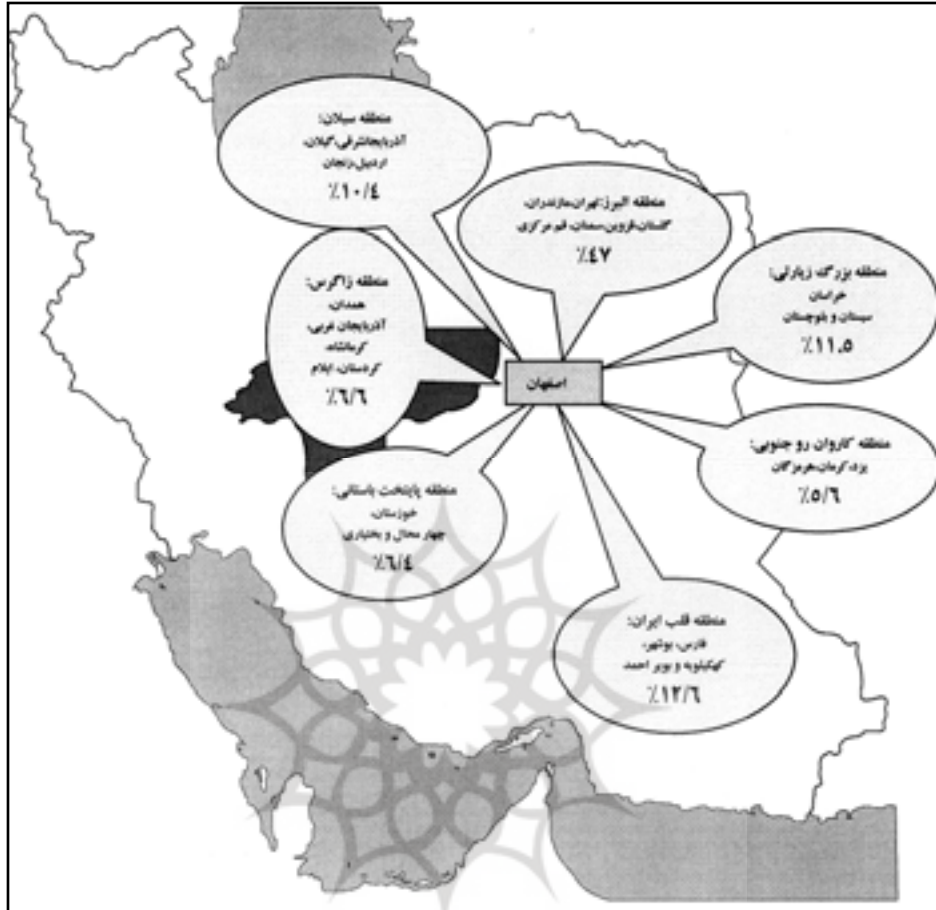 منطقه سبلان:
آذربایجانشرقی،گیلان،
اردبیل،زنجان
٪۱۰/٤
منطقه البرز:تهران،مازندران،
گلستان،قزوین،سمنان، قم مرکزی
٪٤۷
منطقه بزرگ زیارتی:
خراسان
سیستان و بلوچستان
٪۱۱.۵
منطقه زاگرس:
همدان،
آذربایجان غربی،
کرمانشاه،
کردستان، ایلام
٪٦/٦
اصفهان
منطقه کاروان رو جنوبی:
یزد،کرمان،هرمزگان
٪۵/٦
منطقه پایتخت باستانی:
خوزستان،
چهار محال و بختیاری
٪٦/٤
منطقه قلب ایران:
فارس، بوشهر،
کهکیلویه و بویر احمد
٪۱۲/٦